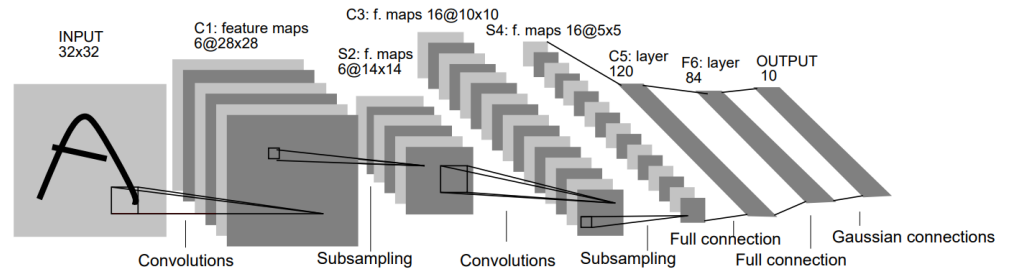 INPUT
32x32
C1: feature maps
6@28x28
S2: f. maps
6@14x14
C3: f. maps 16@10x10
S4: f. maps 16@5x5
C5: layer
120
F6: layer
84
OUTPUT
10
Convolutions
Subsampling
Convolutions
Subsampling
Full connection
Full connection
Gaussian connections